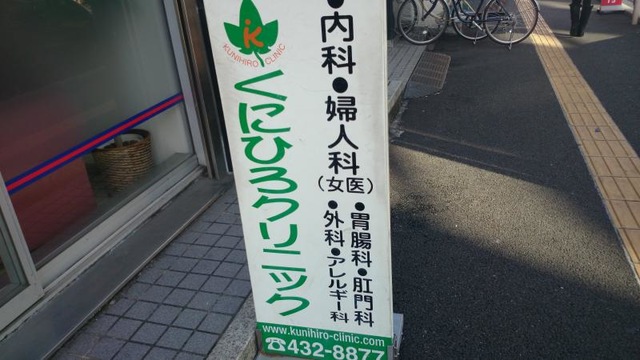 K
KUNIHIRO CLINIC
くにひろクリニック
●内科●婦人科
(女医)
●胃腸科●肛門科
●外科●アレルギー科
www.kunihiro-clinic.com
☎432-8877